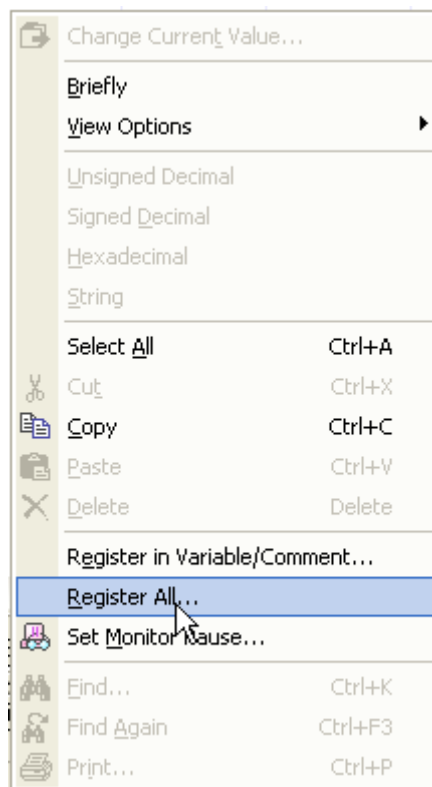 Change Current Value...
Briefly
View Options
Unsigned Decimal
Signed Decimal
Hexadecimal
String
Select All Ctrl+A
Cut Ctrl+X
Copy Ctrl+C
Paste Ctrl+V
Delete Delete
Register in Variable/Comment...
Register All...
Set Monitor Pause...
Find... Ctrl+K
Find Again Ctrl+F3
Print... Ctrl+P